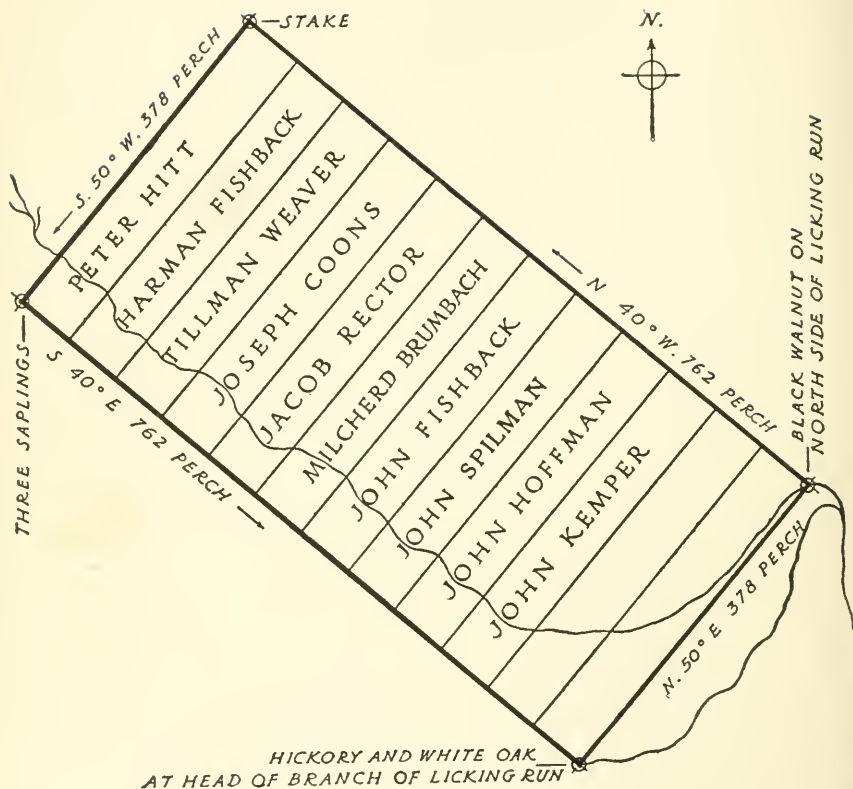 STAKE
N.
S. 50° W. 378 PERCH
PETER HITT
HARMAN FISHBACK
TILLMAN WEAVER
JOSEPH COONS
JACOB RECTOR
MILCHERD BRUMBACH
JOHN FISHBACK
JOHN SPILMAN
JOHN HOFFMAN
JOHN KEMPER
N 40° W. 762 PERCH
BLACK WALNUT ON
NORTH SIDE OF LICKING RUN
THREE SAPLINGS
S 40° E 762 PERCH
N. 50° E 378 PERCH
HICKORY AND WHITE OAK
AT HEAD OF BRANCH OF LICKING RUN